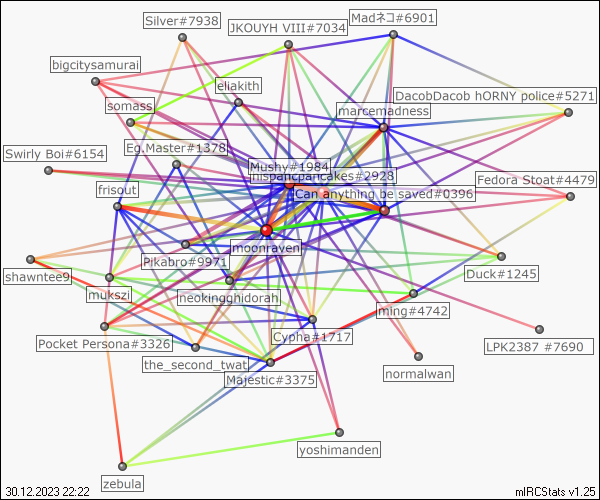 Silver#7938
JKOUYH VIII#7034
Madネコ#6901
bigcitysamurai
eliakith
DacobDacob hORNY police#5271
somass
marcemadness
Eg.Master#1378
Swirly Boi#6154
Mushy#1984
hispanicpancakes#2928
Fedora Stoat#4479
frisout
Can anything be saved#0396
moonraven
Pikabro#9971
shawntee9
Duck#1245
mukszi
neokingghidorah
ming#4742
Pocket Persona#3326
Cypha#1717
LPK2387 #7690
the_second_twat
normalwan
Majestic#3375
yoshimanden
zebula
30.12.2023 22:22
mIRCStats v1.25